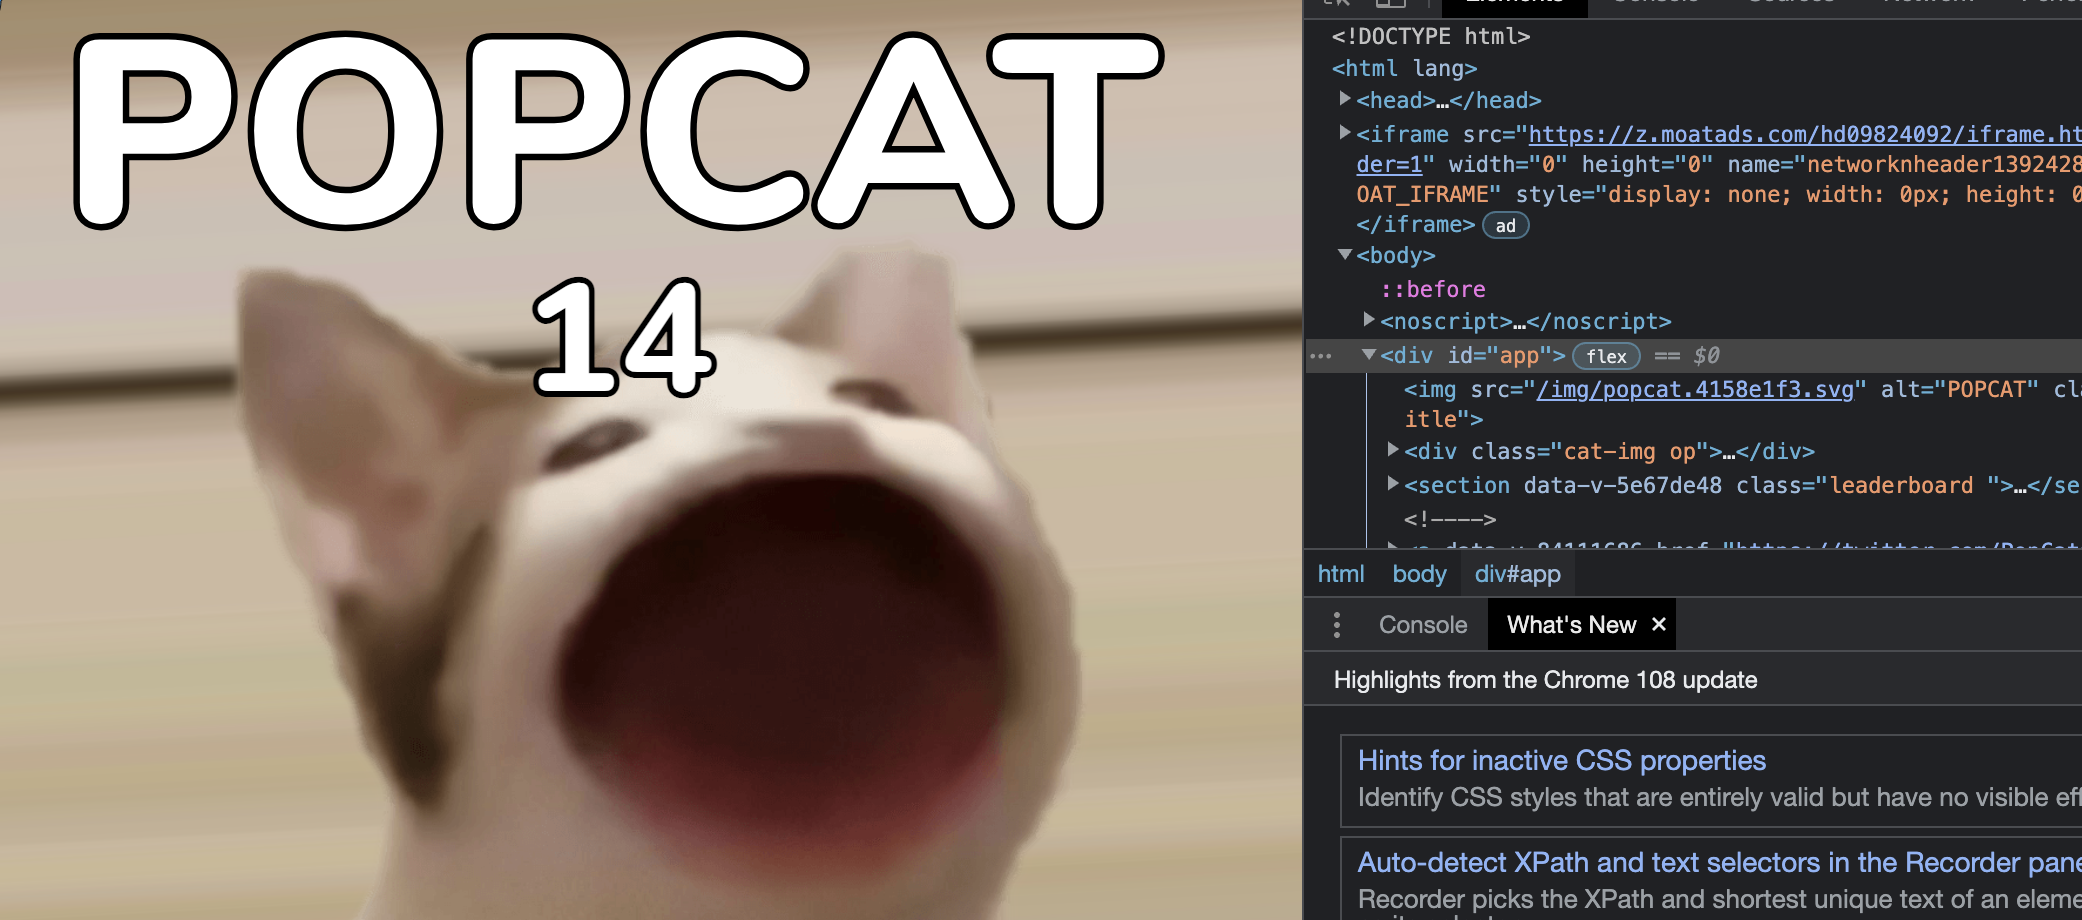 POPCAT
14
Elements
<!DOCTYPE html>
<html lang>
<head>…</head>
<iframe src="https://z.moatads.com/hd09824092/iframe.ht
der=1" width="0" height="0" name="networknheader1392428
OAT_IFRAME" style="display: none; width: 0px; height: 0
</iframe> ad
<body>
::before
<noscript>…</noscript>
<div id="app"> flex == $0
<img src="/img/popcat.4158e1f3.svg" alt="POPCAT" cla
itle">
<div class="cat-img op">…</div>
<section data-v-5e67de48 class="leaderboard ">…</se
<!---->
html body div#app
Console What's New ×
Highlights from the Chrome 108 update
Hints for inactive CSS properties
Identify CSS styles that are entirely valid but have no visible eff
Auto-detect XPath and text selectors in the Recorder pane
Recorder picks the XPath and shortest unique text of an eleme